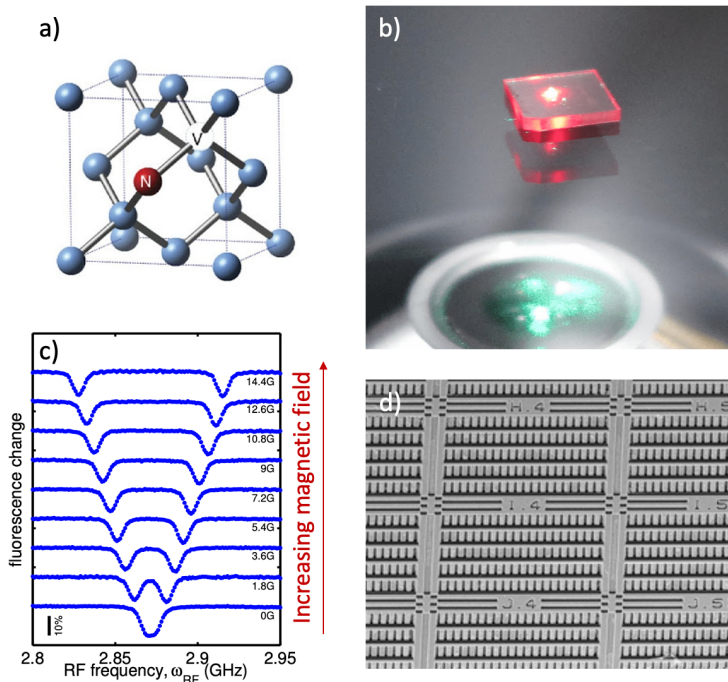 a)
V
N
b)
c)
14.4G
12.6G
10.8G
9G
7.2G
5.4G
3.6G
1.8G
0G
10%
fluorescence change
2.8
2.85
2.9
2.95
RF frequency, ω_RF (GHz)
Increasing magnetic field
d)
H.4
H.5
I.4
I.5
J.4
J.5